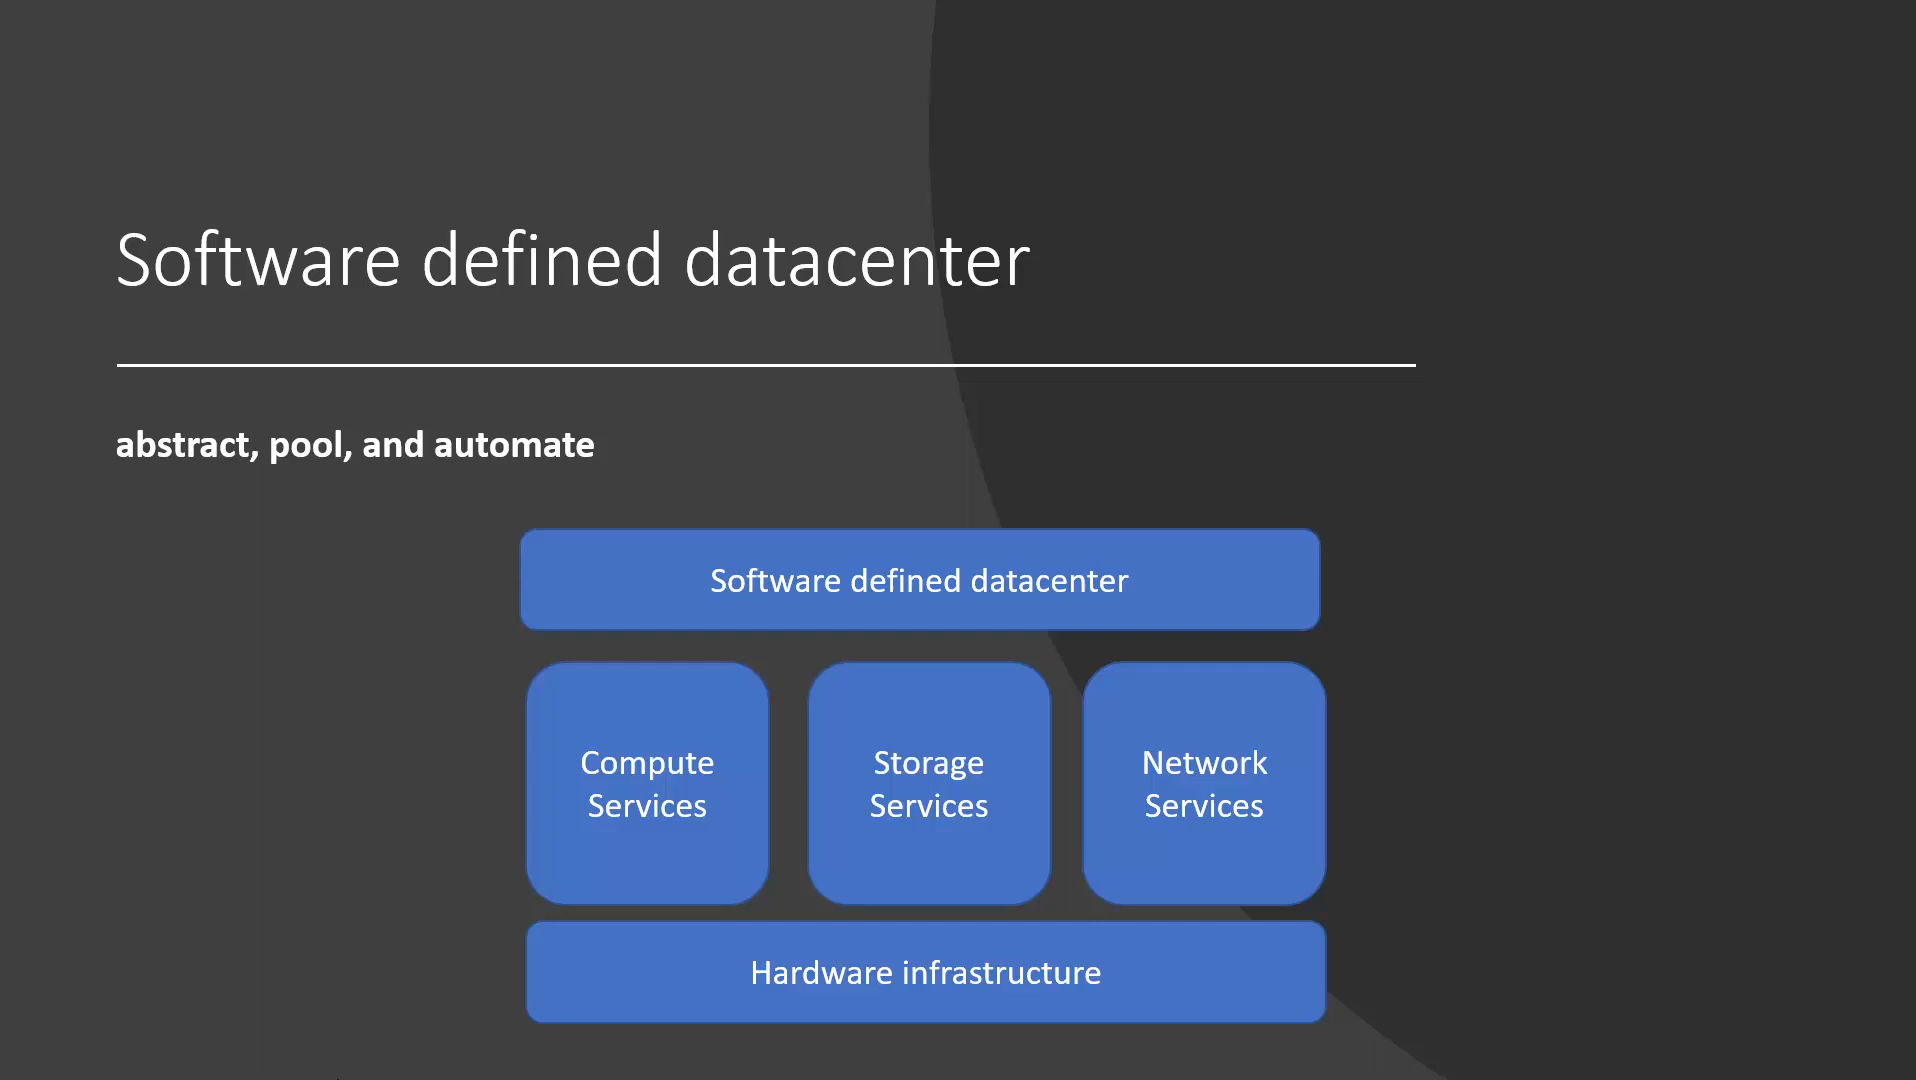 Software defined datacenter
abstract, pool, and automate
Software defined datacenter
Compute
Services
Storage
Services
Network
Services
Hardware infrastructure